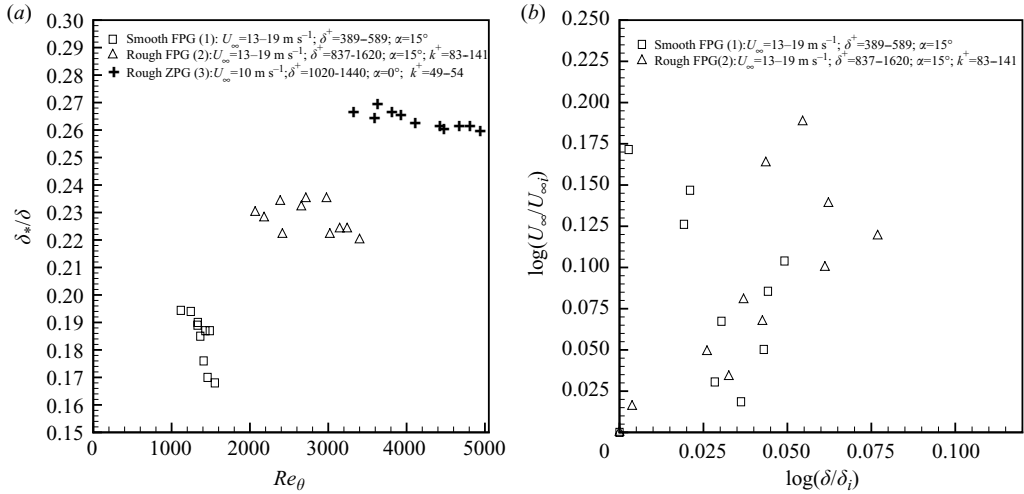 (a)
0.30
0.29
0.28
0.27
0.26
0.25
0.24
0.23
0.22
0.21
0.20
0.19
0.18
0.17
0.16
0.15
δ*/δ
Smooth FPG (1): U∞=13–19 m s⁻¹; δ⁺=389–589; α=15°
Rough FPG (2):U∞=13–19 m s⁻¹; δ⁺=837-1620; α=15°; k⁺=83-141
Rough ZPG (3):U∞=10 m s⁻¹;δ⁺=1020-1440; α=0°; k⁺=49-54
0 1000 2000 3000 4000 5000
Reθ
(b)
0.250
0.225
0.200
0.175
0.150
0.125
0.100
0.075
0.050
0.025
log(U∞/U∞i)
Smooth FPG (1):U∞=13–19 m s⁻¹; δ⁺=389–589; α=15°
Rough FPG(2):U∞=13–19 m s⁻¹; δ⁺=837-1620; α=15°; k⁺=83-141
0 0.025 0.050 0.075 0.100
log(δ/δi)